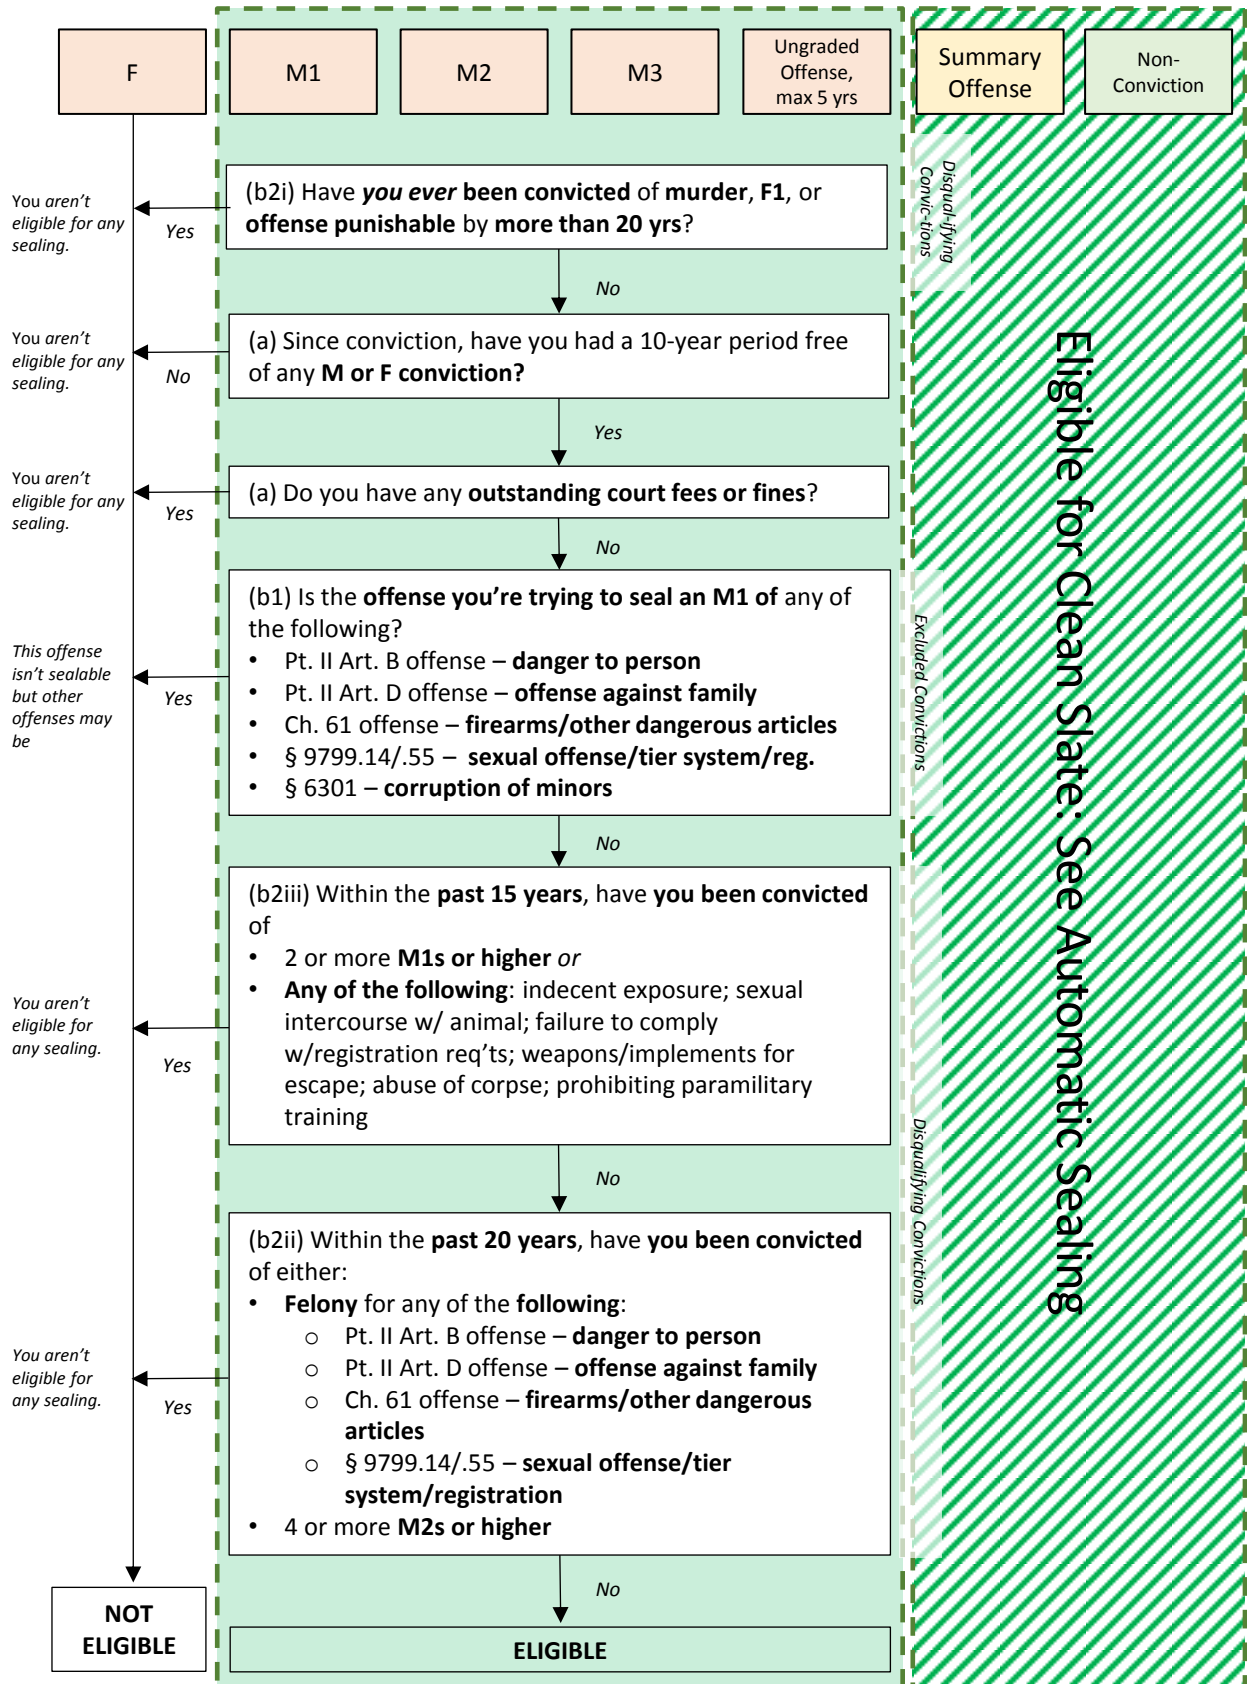 F
M1
M2
M3
Ungraded
Offense,
max 5 yrs
Summary
Offense
Non-
Conviction
You aren't
eligible for any
sealing.
Yes
(b2i) Have you ever been convicted of murder, F1, or
offense punishable by more than 20 yrs?
Disqual-ifying
Convic-tions
No
You aren't
eligible for any
sealing.
No
(a) Since conviction, have you had a 10-year period free
of any M or F conviction?
Yes
You aren't
eligible for any
sealing.
Yes
(a) Do you have any outstanding court fees or fines?
No
This offense
isn't sealable
but other
offenses may
be
Yes
(b1) Is the offense you're trying to seal an M1 of any of
the following?
• Pt. II Art. B offense – danger to person
• Pt. II Art. D offense – offense against family
• Ch. 61 offense – firearms/other dangerous articles
• § 9799.14/.55 – sexual offense/tier system/reg.
• § 6301 – corruption of minors
Excluded Convictions
No
You aren't
eligible for
any sealing.
Yes
(b2iii) Within the past 15 years, have you been convicted
of
• 2 or more M1s or higher or
• Any of the following: indecent exposure; sexual
intercourse w/ animal; failure to comply
w/registration req'ts; weapons/implements for
escape; abuse of corpse; prohibiting paramilitary
training
Disqualifying Convictions
No
You aren't
eligible for
any sealing.
Yes
(b2ii) Within the past 20 years, have you been convicted
of either:
• Felony for any of the following:
o Pt. II Art. B offense – danger to person
o Pt. II Art. D offense – offense against family
o Ch. 61 offense – firearms/other dangerous
articles
o § 9799.14/.55 – sexual offense/tier
system/registration
• 4 or more M2s or higher
No
NOT
ELIGIBLE
ELIGIBLE
Eligible for Clean Slate: See Automatic Sealing